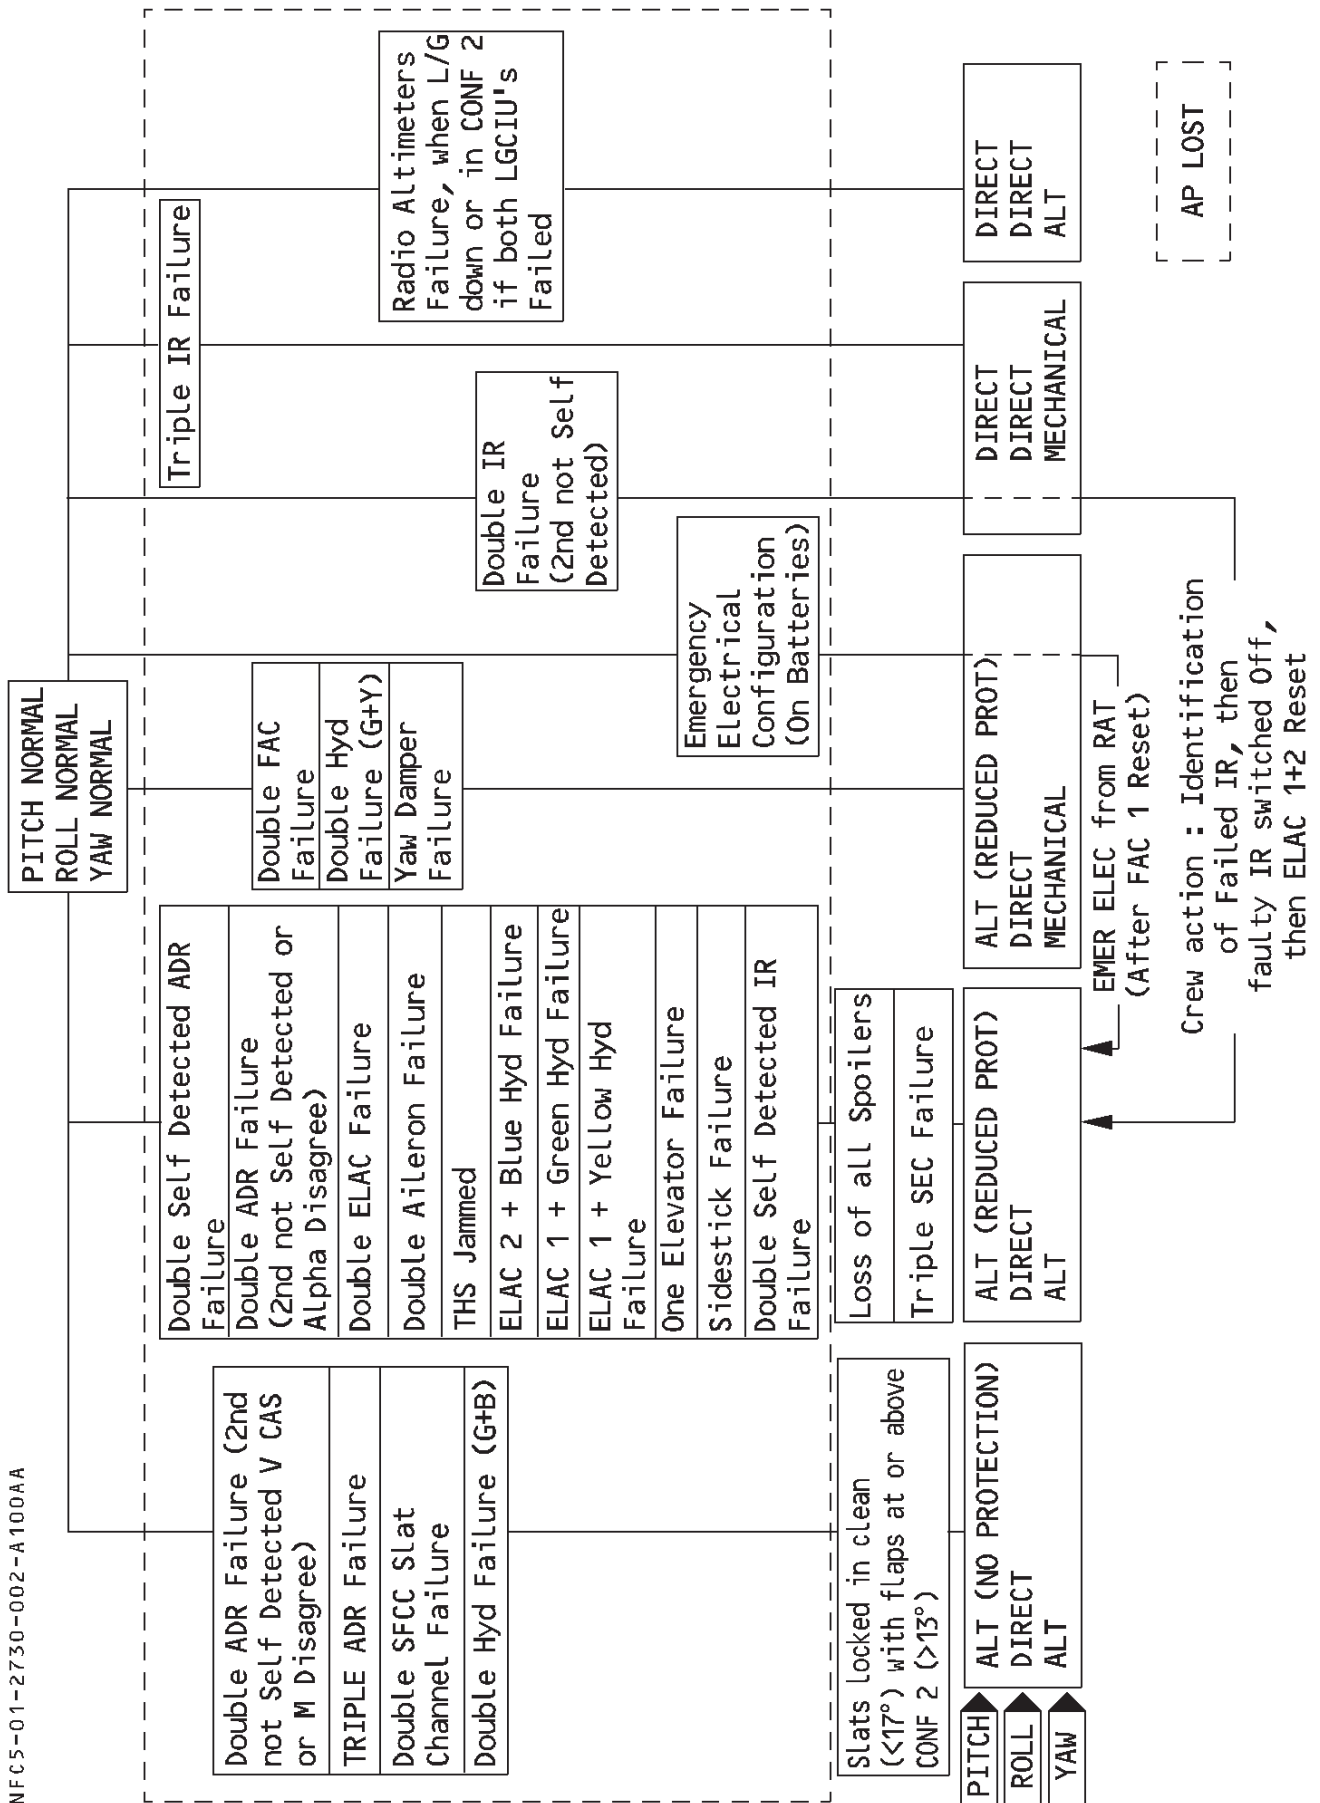 NFC5-01-2730-002-A100AA
PITCH NORMAL
ROLL NORMAL
YAW NORMAL
Double ADR Failure (2nd
not Self Detected V CAS
or M Disagree)
TRIPLE ADR Failure
Double SFCC Slat
Channel Failure
Double Hyd Failure (G+B)
Double Self Detected ADR
Failure
Double ADR Failure
(2nd not Self Detected or
Alpha Disagree)
Double ELAC Failure
Double Aileron Failure
THS Jammed
ELAC 2 + Blue Hyd Failure
ELAC 1 + Green Hyd Failure
ELAC 1 + Yellow Hyd
Failure
One Elevator Failure
Sidestick Failure
Double Self Detected IR
Failure
Double FAC
Failure
Double Hyd
Failure (G+Y)
Yaw Damper
Failure
Emergency
Electrical
Configuration
(On Batteries)
Double IR
Failure
(2nd not Self
Detected)
Triple IR Failure
Radio Altimeters
Failure, when L/G
down or in CONF 2
if both LGCIU's
Failed
Slats locked in clean
(<17°) with flaps at or above
CONF 2 (>13°)
Loss of all Spoilers
Triple SEC Failure
PITCH
ROLL
YAW
ALT (NO PROTECTION)
DIRECT
ALT
ALT (REDUCED PROT)
DIRECT
ALT
ALT (REDUCED PROT)
DIRECT
MECHANICAL
DIRECT
DIRECT
MECHANICAL
DIRECT
DIRECT
ALT
EMER ELEC from RAT
(After FAC 1 Reset)
Crew action : Identification
of Failed IR, then
faulty IR switched Off,
then ELAC 1+2 Reset
AP LOST